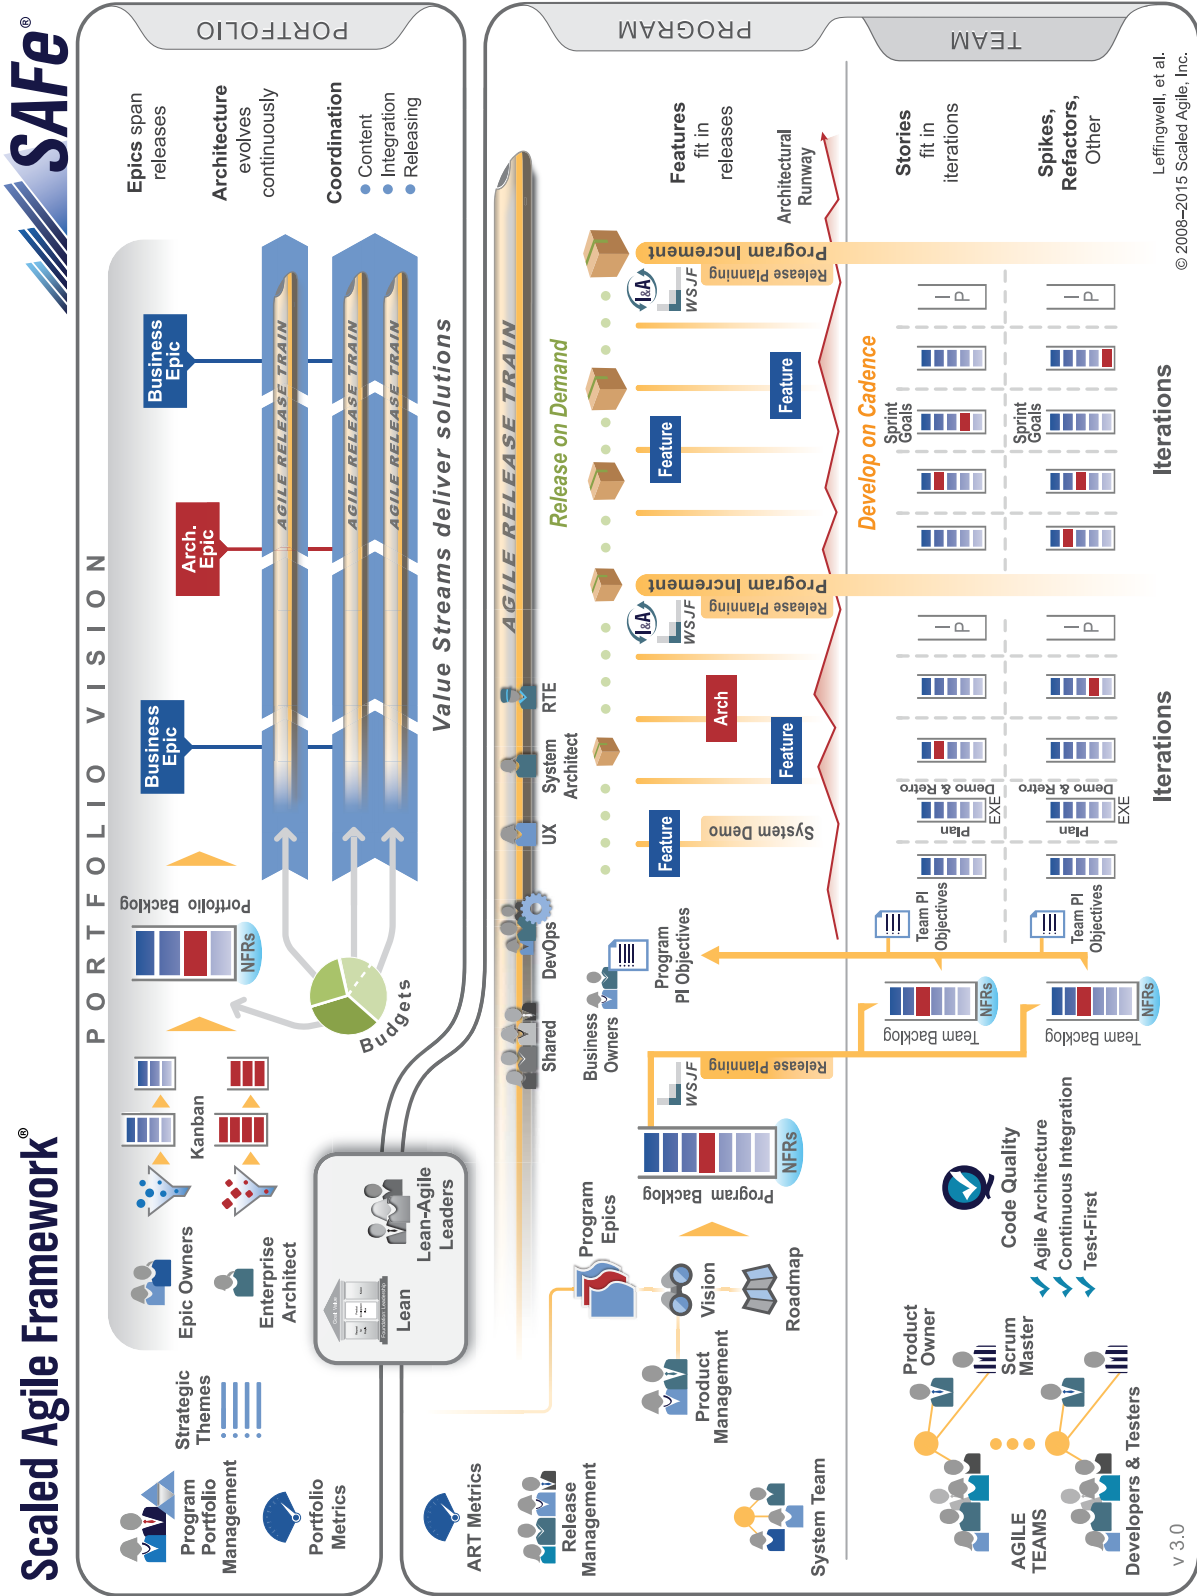 Scaled Agile Framework®
SAFe®
PORTFOLIO
PORTFOLIO VISION
Program
Portfolio
Management
Strategic
Themes
Portfolio
Metrics
Epic Owners
Enterprise
Architect
Kanban
Portfolio Backlog
NFRs
Budgets
Business
Epic
Arch.
Epic
Business
Epic
AGILE RELEASE TRAIN
AGILE RELEASE TRAIN
AGILE RELEASE TRAIN
Value Streams deliver solutions
Epics span
releases
Architecture
evolves
continuously
Coordination
Content
Integration
Releasing
Lean
Lean-Agile
Leaders
PROGRAM
ART Metrics
Release
Management
System Team
Product
Management
Program
Epics
Vision
Roadmap
Program Backlog
NFRs
WSJF
Release Planning
Shared
DevOps
UX
System
Architect
RTE
AGILE RELEASE TRAIN
Business
Owners
Program
PI Objectives
Release on Demand
Feature
System Demo
Feature
Arch
I&A
WSJF
Program Increment
Release Planning
Feature
Feature
I&A
WSJF
Program Increment
Release Planning
Features
fit in
releases
Architectural
Runway
Develop on Cadence
TEAM
AGILE
TEAMS
Product
Owner
Scrum
Master
Developers & Testers
Code Quality
Agile Architecture
Continuous Integration
Test-First
Team Backlog
NFRs
Team Backlog
NFRs
Team PI
Objectives
Team PI
Objectives
Plan
EXE
Demo & Retro
Plan
EXE
Demo & Retro
I P
I P
Sprint
Goals
Sprint
Goals
I P
I P
Iterations
Iterations
Stories
fit in
iterations
Spikes,
Refactors,
Other
v 3.0
Leffingwell, et al.
© 2008–2015 Scaled Agile, Inc.